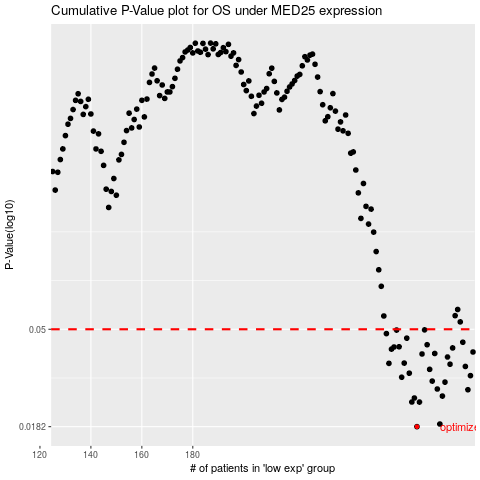 Cumulative P-Value plot for OS under MED25 expression
P-Value(log10)
0.05
0.0182
optimize
120 140 160 180
# of patients in 'low exp' group